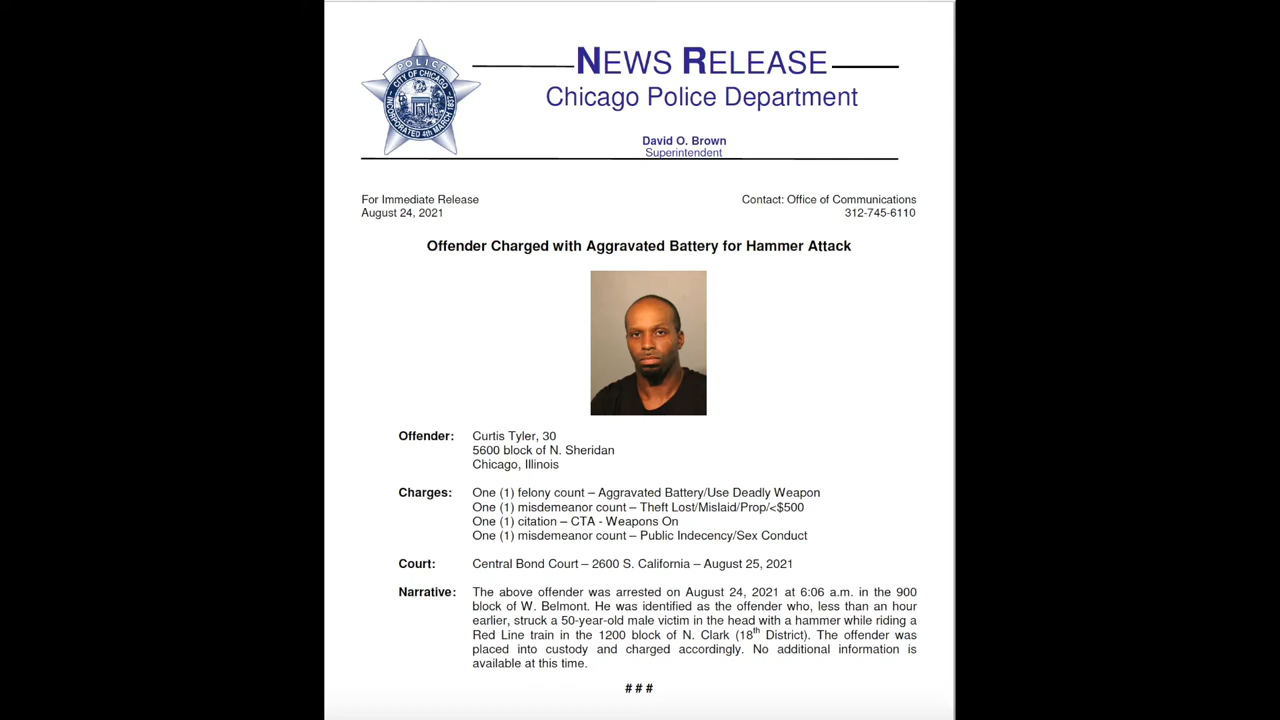 POLICE
CITY OF CHICAGO
INCORPORATED 4th MARCH 1837
NEWS RELEASE
Chicago Police Department
David O. Brown
Superintendent
For Immediate Release
August 24, 2021
Contact: Office of Communications
312-745-6110
Offender Charged with Aggravated Battery for Hammer Attack
Offender: Curtis Tyler, 30
5600 block of N. Sheridan
Chicago, Illinois
Charges: One (1) felony count – Aggravated Battery/Use Deadly Weapon
One (1) misdemeanor count – Theft Lost/Mislaid/Prop/<$500
One (1) citation – CTA - Weapons On
One (1) misdemeanor count – Public Indecency/Sex Conduct
Court: Central Bond Court – 2600 S. California – August 25, 2021
Narrative: The above offender was arrested on August 24, 2021 at 6:06 a.m. in the 900
block of W. Belmont. He was identified as the offender who, less than an hour
earlier, struck a 50-year-old male victim in the head with a hammer while riding a
Red Line train in the 1200 block of N. Clark (18th District). The offender was
placed into custody and charged accordingly. No additional information is
available at this time.
# # #